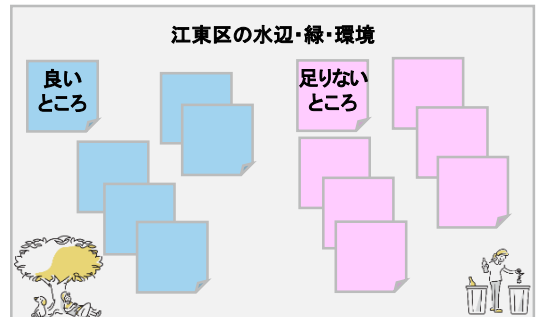 江東区の水辺・緑・環境
良い
ところ
足りない
ところ